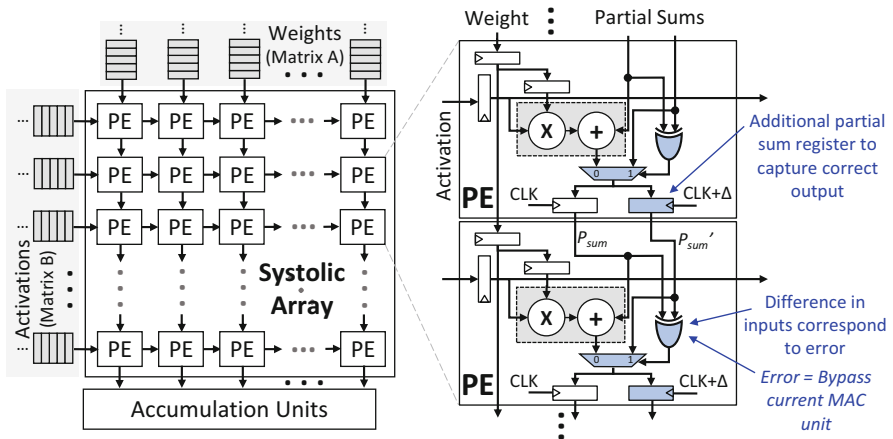 Weights
(Matrix A)
Activations
(Matrix B)
PE PE PE PE
PE PE PE PE
PE PE PE PE
Systolic
Array
PE PE PE PE
Accumulation Units
Weight
Partial Sums
Activation
X
+
0 1
PE
CLK
CLK+Δ
Additional partial
sum register to
capture correct
output
Psum
Psum'
X
+
0 1
PE
CLK
CLK+Δ
Difference in
inputs correspond
to error
Error = Bypass
current MAC
unit